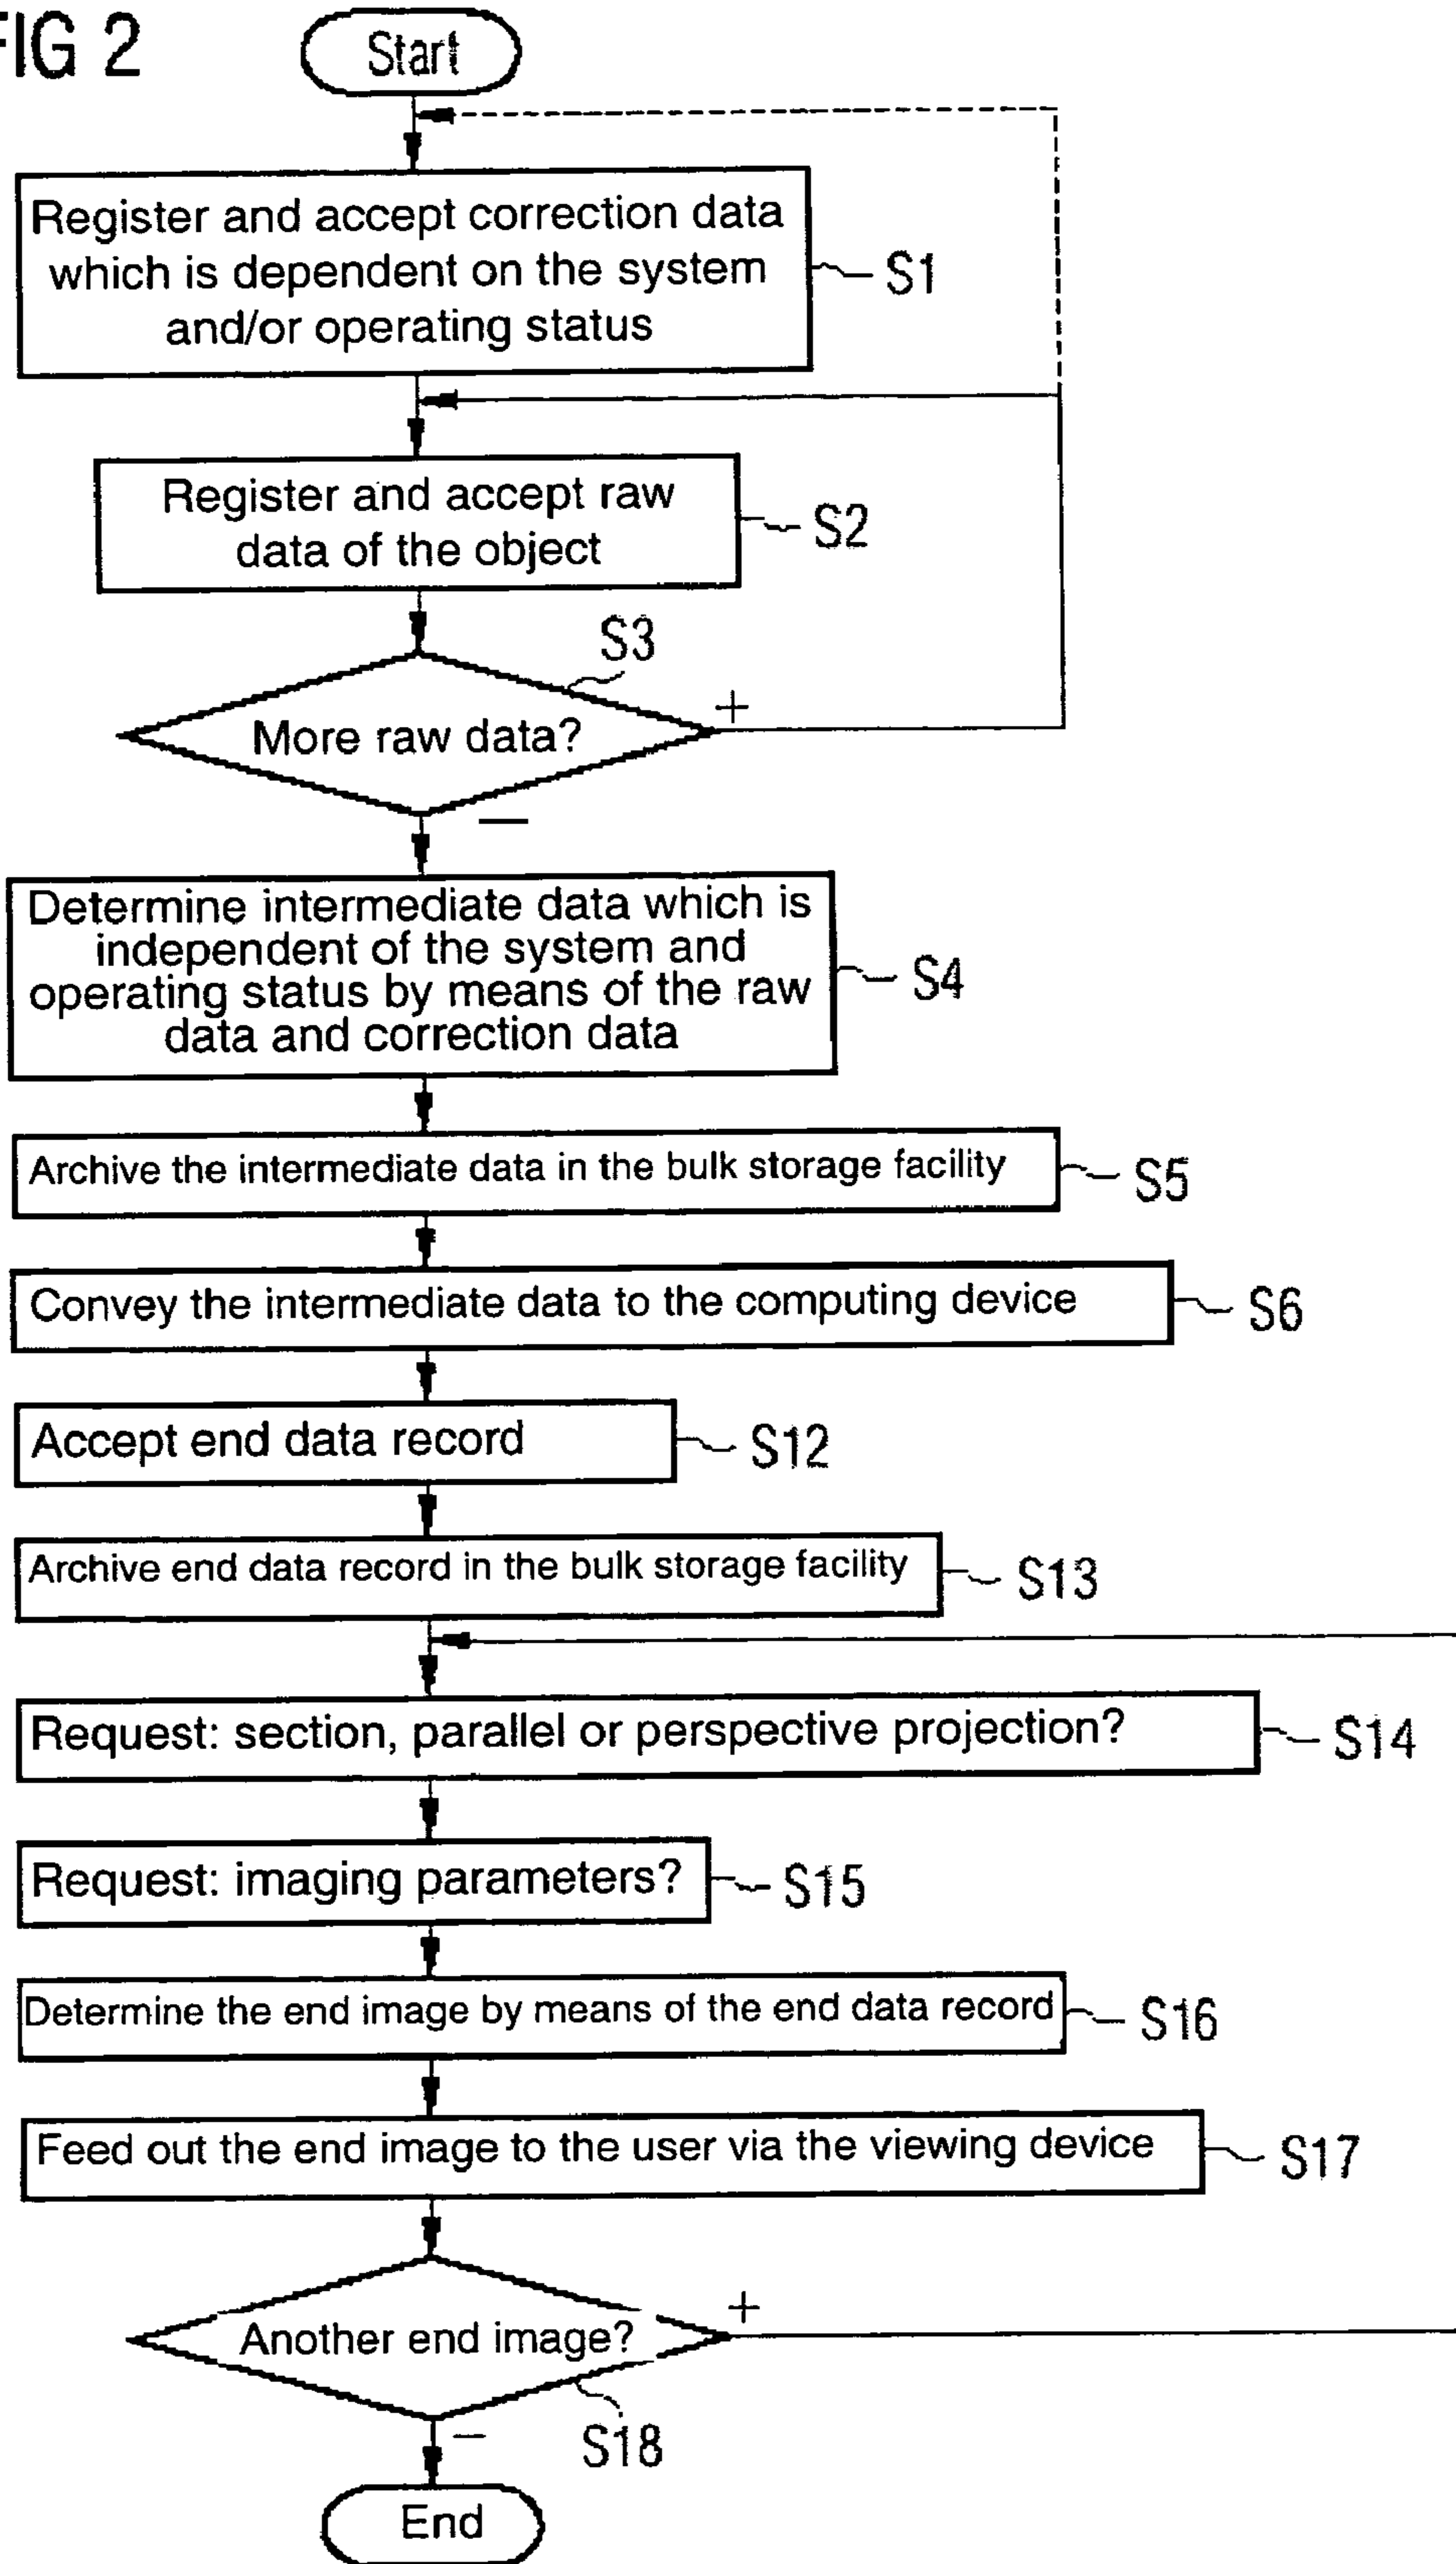 FIG 2
Start
Register and accept correction data
which is dependent on the system
and/or operating status
S1
Register and accept raw
data of the object
S2
S3
More raw data?
+
—
Determine intermediate data which is
independent of the system and
operating status by means of the raw
data and correction data
S4
Archive the intermediate data in the bulk storage facility
S5
Convey the intermediate data to the computing device
S6
Accept end data record
S12
Archive end data record in the bulk storage facility
S13
Request: section, parallel or perspective projection?
S14
Request: imaging parameters?
S15
Determine the end image by means of the end data record
S16
Feed out the end image to the user via the viewing device
S17
Another end image?
+
S18
—
End